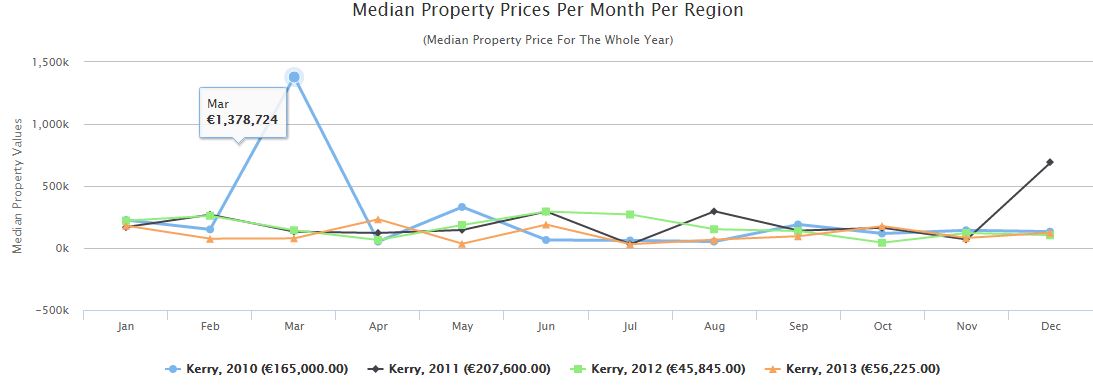 Median Property Prices Per Month Per Region
(Median Property Price For The Whole Year)
Median Property Values
1,500k
1,000k
500k
0k
−500k
Mar
€1,378,724
Jan Feb Mar Apr May Jun Jul Aug Sep Oct Nov Dec
Kerry, 2010 (€165,000.00) Kerry, 2011 (€207,600.00) Kerry, 2012 (€45,845.00) Kerry, 2013 (€56,225.00)